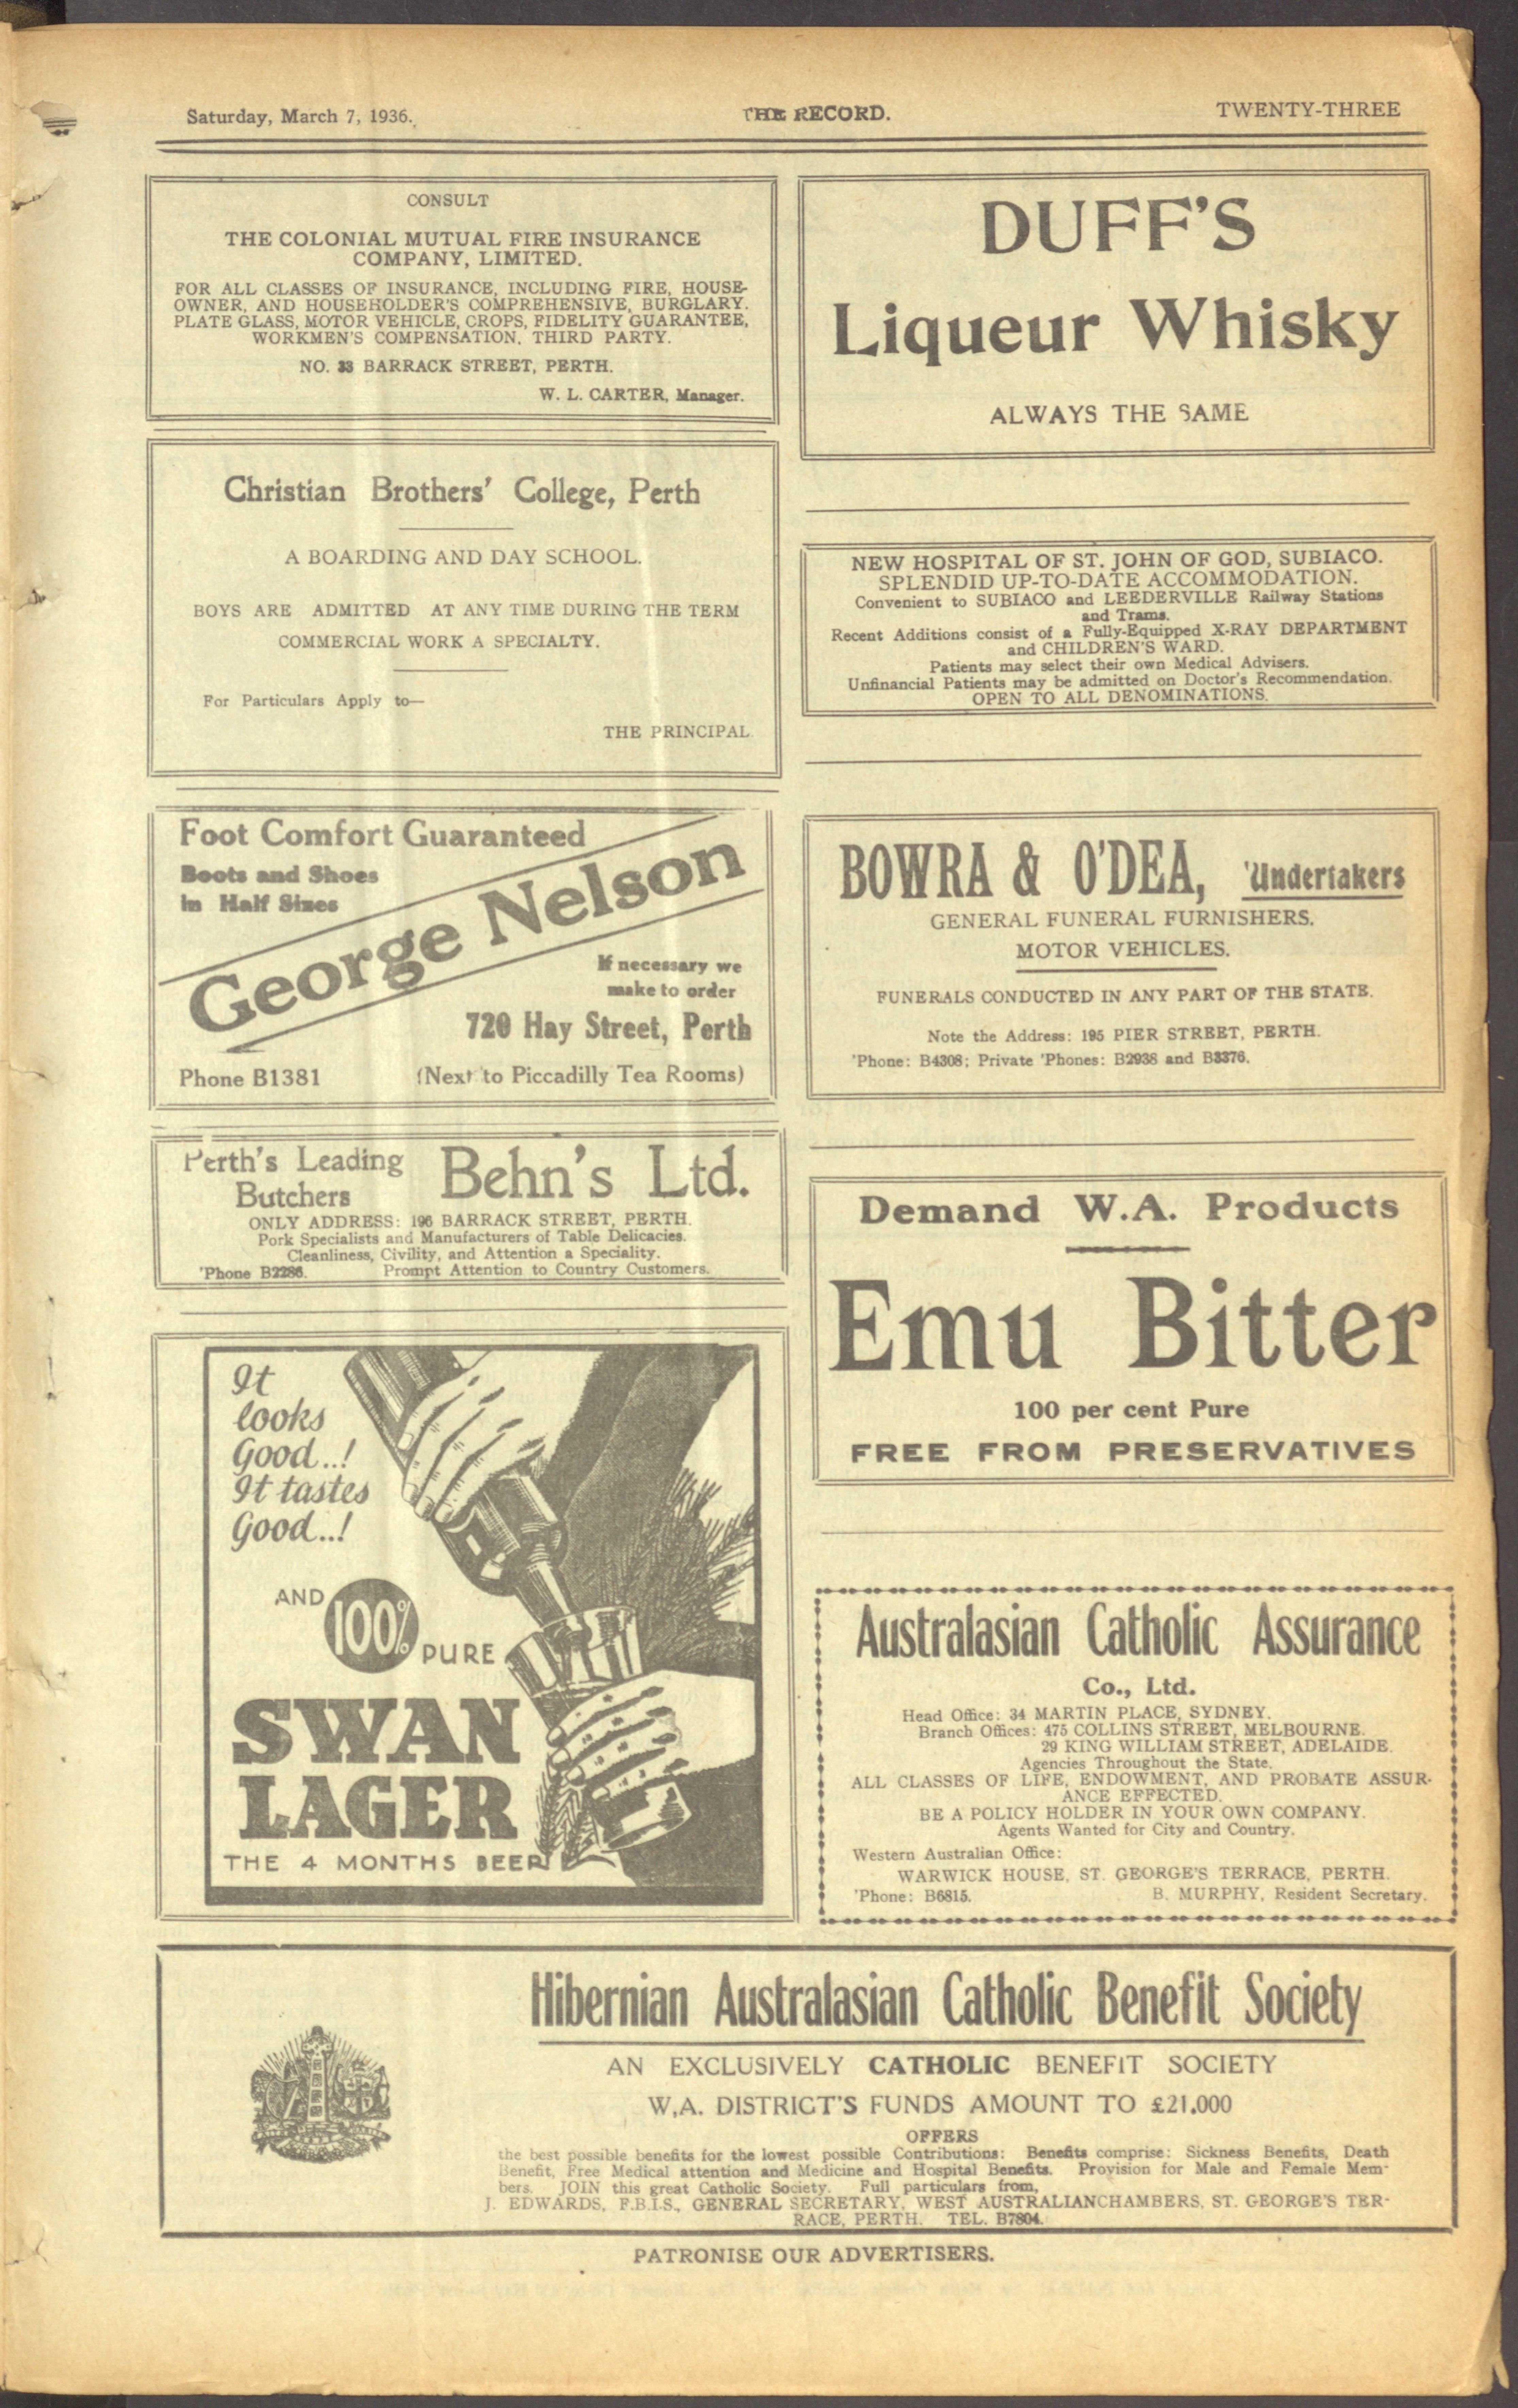 Saturday, March 7, 1936.
THE RECORD.
TWENTY-THREE
CONSULT
THE COLONIAL MUTUAL FIRE INSURANCE
COMPANY, LIMITED.
FOR ALL CLASSES OF INSURANCE, INCLUDING FIRE, HOUSE-
OWNER, AND HOUSEHOLDER'S COMPREHENSIVE, BURGLARY.
PLATE GLASS, MOTOR VEHICLE, CROPS, FIDELITY GUARANTEE,
WORKMEN'S COMPENSATION, THIRD PARTY.
NO. 33 BARRACK STREET, PERTH.
W. L. CARTER, Manager.
Christian Brothers' College, Perth
A BOARDING AND DAY SCHOOL.
BOYS ARE ADMITTED AT ANY TIME DURING THE TERM
COMMERCIAL WORK A SPECIALTY.
For Particulars Apply to—
THE PRINCIPAL.
Foot Comfort Guaranteed
Boots and Shoes
in Half Sizes
George Nelson
If necessary we
make to order
720 Hay Street, Perth
Phone B1381
(Next to Piccadilly Tea Rooms)
Perth's Leading
Butchers
Behn's Ltd.
ONLY ADDRESS: 196 BARRACK STREET, PERTH.
Pork Specialists and Manufacturers of Table Delicacies.
Cleanliness, Civility, and Attention a Speciality.
'Phone B2286. Prompt Attention to Country Customers.
It
looks
Good..!
It tastes
Good..!
AND
100%
PURE
SWAN
LAGER
THE 4 MONTHS BEER
DUFF'S
Liqueur Whisky
ALWAYS THE SAME
NEW HOSPITAL OF ST. JOHN OF GOD, SUBIACO.
SPLENDID UP-TO-DATE ACCOMMODATION.
Convenient to SUBIACO and LEEDERVILLE Railway Stations
and Trams.
Recent Additions consist of a Fully-Equipped X-RAY DEPARTMENT
and CHILDREN'S WARD.
Patients may select their own Medical Advisers.
Unfinancial Patients may be admitted on Doctor's Recommendation.
OPEN TO ALL DENOMINATIONS.
BOWRA & O'DEA, 'Undertakers
GENERAL FUNERAL FURNISHERS.
MOTOR VEHICLES.
FUNERALS CONDUCTED IN ANY PART OF THE STATE.
Note the Address: 195 PIER STREET, PERTH.
'Phone: B4308; Private 'Phones: B2938 and B3376.
Demand W.A. Products
Emu Bitter
100 per cent Pure
FREE FROM PRESERVATIVES
Australasian Catholic Assurance
Co., Ltd.
Head Office: 34 MARTIN PLACE, SYDNEY.
Branch Offices: 475 COLLINS STREET, MELBOURNE.
29 KING WILLIAM STREET, ADELAIDE.
Agencies Throughout the State.
ALL CLASSES OF LIFE, ENDOWMENT, AND PROBATE ASSUR-
ANCE EFFECTED.
BE A POLICY HOLDER IN YOUR OWN COMPANY.
Agents Wanted for City and Country.
Western Australian Office:
WARWICK HOUSE, ST. GEORGE'S TERRACE, PERTH.
'Phone: B6815. B. MURPHY, Resident Secretary.
Hibernian Australasian Catholic Benefit Society
AN EXCLUSIVELY CATHOLIC BENEFIT SOCIETY
W.A. DISTRICT'S FUNDS AMOUNT TO £21,000
OFFERS
the best possible benefits for the lowest possible Contributions: Benefits comprise: Sickness Benefits, Death
Benefit, Free Medical attention and Medicine and Hospital Benefits. Provision for Male and Female Mem-
bers. JOIN this great Catholic Society. Full particulars from,
J. EDWARDS, F.B.I.S., GENERAL SECRETARY, WEST AUSTRALIANCHAMBERS, ST. GEORGE'S TER-
RACE, PERTH. TEL. B7804.
PATRONISE OUR ADVERTISERS.